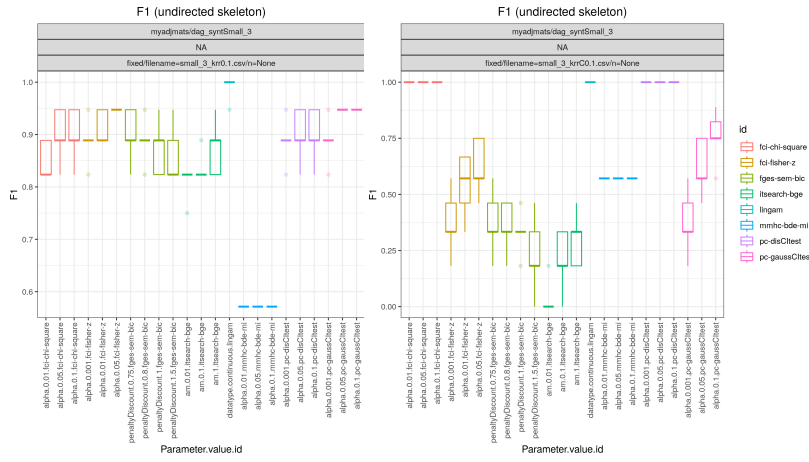 F1 (undirected skeleton)
myadjmats/dag_syntSmall_3
NA
fixed/filename=small_3_krr0.1.csv/n=None
F1
1.0
0.9
0.8
0.7
0.6
alpha.0.01.fci-chi-square
alpha.0.05.fci-chi-square
alpha.0.1.fci-chi-square
alpha.0.001.fci-fisher-z
alpha.0.01.fci-fisher-z
alpha.0.05.fci-fisher-z
penaltyDiscount.0.75.fges-sem-bic
penaltyDiscount.0.8.fges-sem-bic
penaltyDiscount.1.fges-sem-bic
penaltyDiscount.1.5.fges-sem-bic
am.0.01.itsearch-bge
am.0.1.itsearch-bge
am.1.itsearch-bge
datatype.continuous.lingam
alpha.0.01.mmhc-bde-mi
alpha.0.05.mmhc-bde-mi
alpha.0.1.mmhc-bde-mi
alpha.0.001.pc-disCItest
alpha.0.05.pc-disCItest
alpha.0.1.pc-disCItest
alpha.0.001.pc-gaussCItest
alpha.0.05.pc-gaussCItest
alpha.0.1.pc-gaussCItest
Parameter.value.id
F1 (undirected skeleton)
myadjmats/dag_syntSmall_3
NA
fixed/filename=small_3_krrC0.1.csv/n=None
F1
1.00
0.75
0.50
0.25
0.00
alpha.0.01.fci-chi-square
alpha.0.05.fci-chi-square
alpha.0.1.fci-chi-square
alpha.0.001.fci-fisher-z
alpha.0.01.fci-fisher-z
alpha.0.05.fci-fisher-z
penaltyDiscount.0.75.fges-sem-bic
penaltyDiscount.0.8.fges-sem-bic
penaltyDiscount.1.fges-sem-bic
penaltyDiscount.1.5.fges-sem-bic
am.0.01.itsearch-bge
am.0.1.itsearch-bge
am.1.itsearch-bge
datatype.continuous.lingam
alpha.0.01.mmhc-bde-mi
alpha.0.05.mmhc-bde-mi
alpha.0.1.mmhc-bde-mi
alpha.0.001.pc-disCItest
alpha.0.05.pc-disCItest
alpha.0.1.pc-disCItest
alpha.0.001.pc-gaussCItest
alpha.0.05.pc-gaussCItest
alpha.0.1.pc-gaussCItest
Parameter.value.id
id
fci-chi-square
fci-fisher-z
fges-sem-bic
itsearch-bge
lingam
mmhc-bde-mi
pc-disCItest
pc-gaussCItest